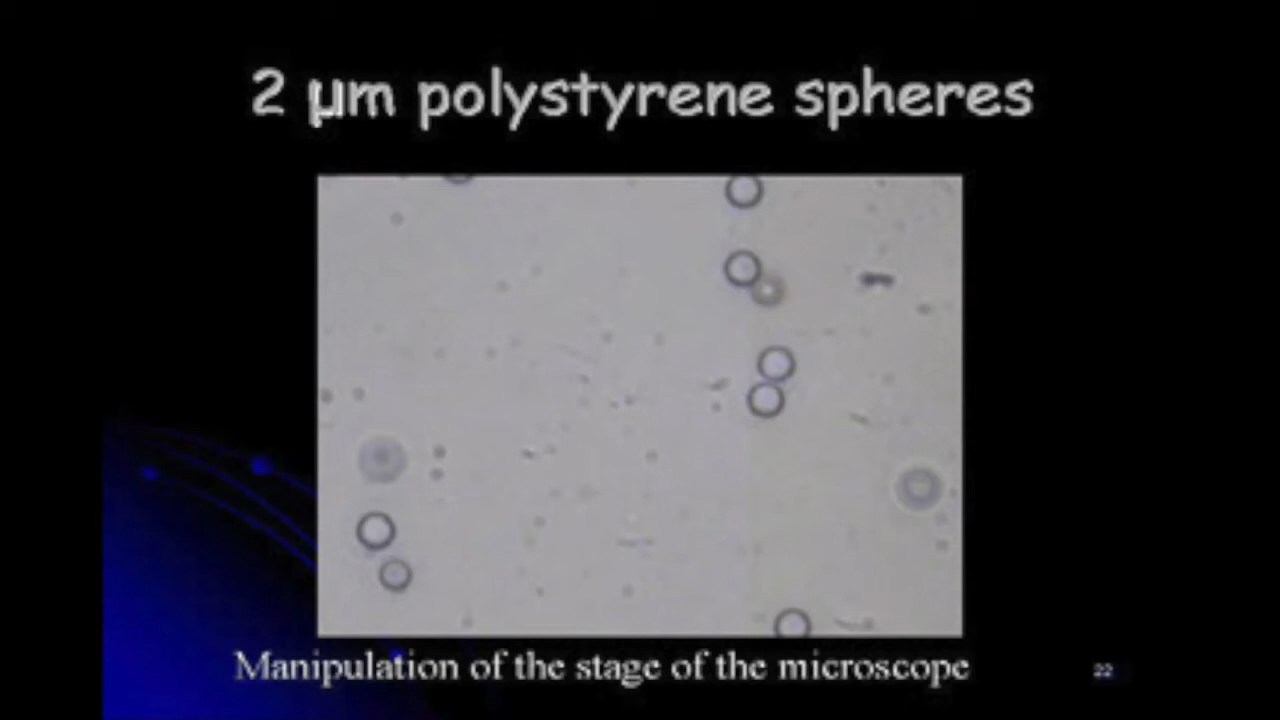 2 µm polystyrene spheres
Manipulation of the stage of the microscope
22